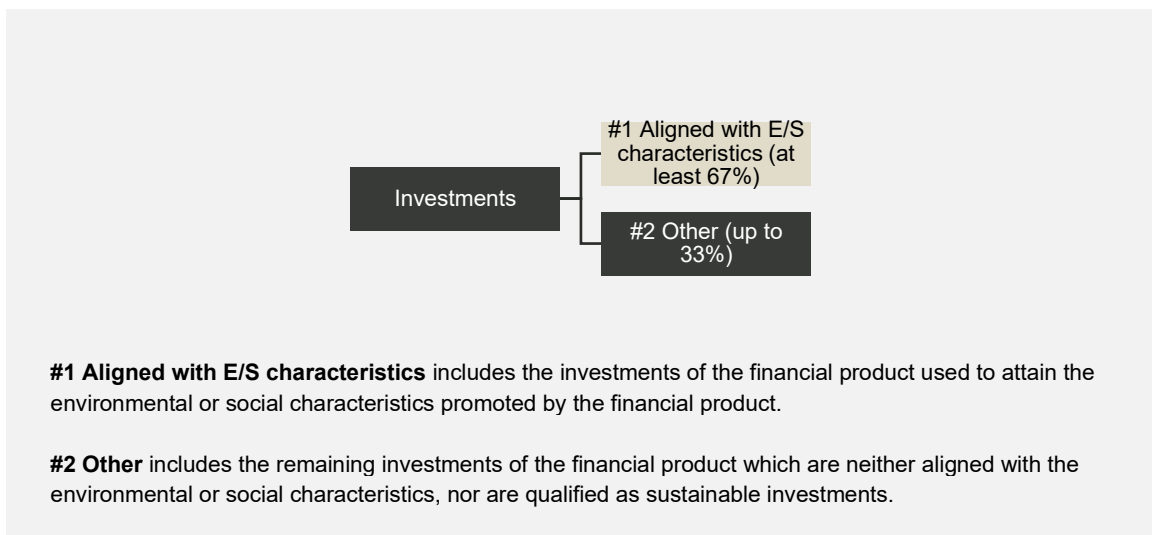 #1 Aligned with E/S
characteristics (at
least 67%)
Investments
#2 Other (up to
33%)
#1 Aligned with E/S characteristics includes the investments of the financial product used to attain the
environmental or social characteristics promoted by the financial product.
#2 Other includes the remaining investments of the financial product which are neither aligned with the
environmental or social characteristics, nor are qualified as sustainable investments.